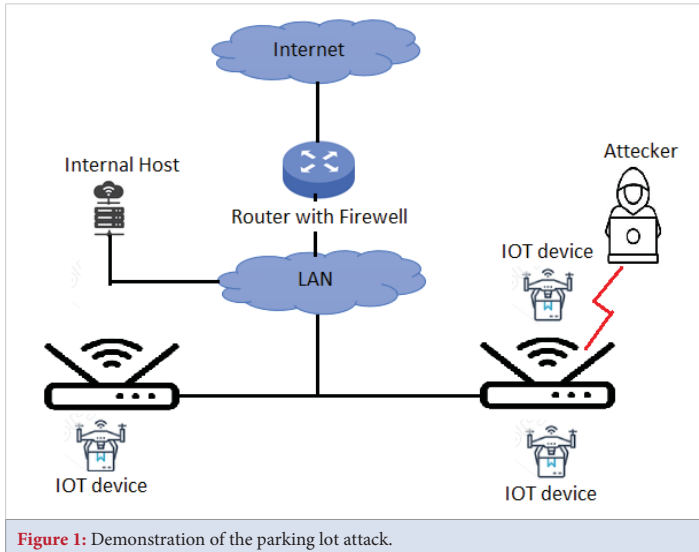 Internet
Internal Host
Attecker
Router with Firewell
IOT device
LAN
IOT device
IOT device
Figure 1: Demonstration of the parking lot attack.